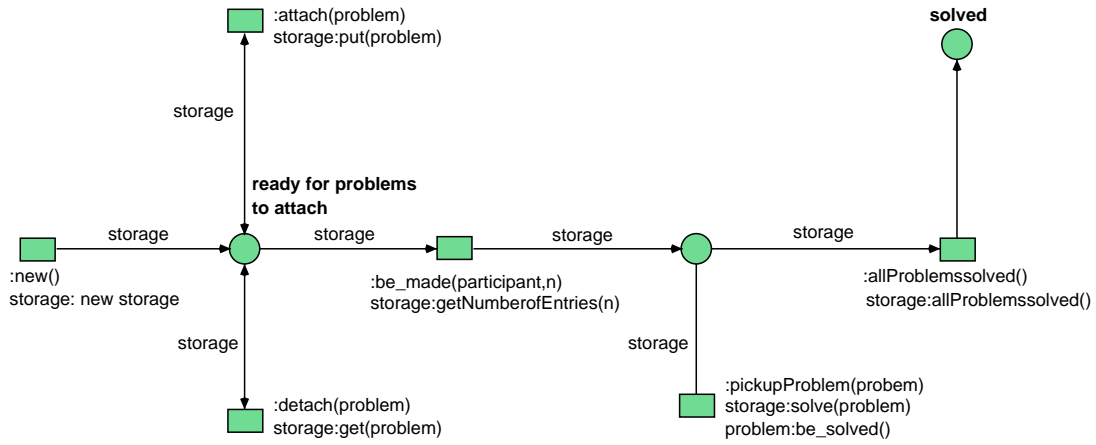 :attach(problem)
storage:put(problem)
solved
storage
ready for problems
to attach
storage
storage
storage
storage
:new()
storage: new storage
:be_made(participant,n)
storage:getNumberofEntries(n)
:allProblemssolved()
storage:allProblemssolved()
storage
storage
:detach(problem)
storage:get(problem)
:pickupProblem(probem)
storage:solve(problem)
problem:be_solved()